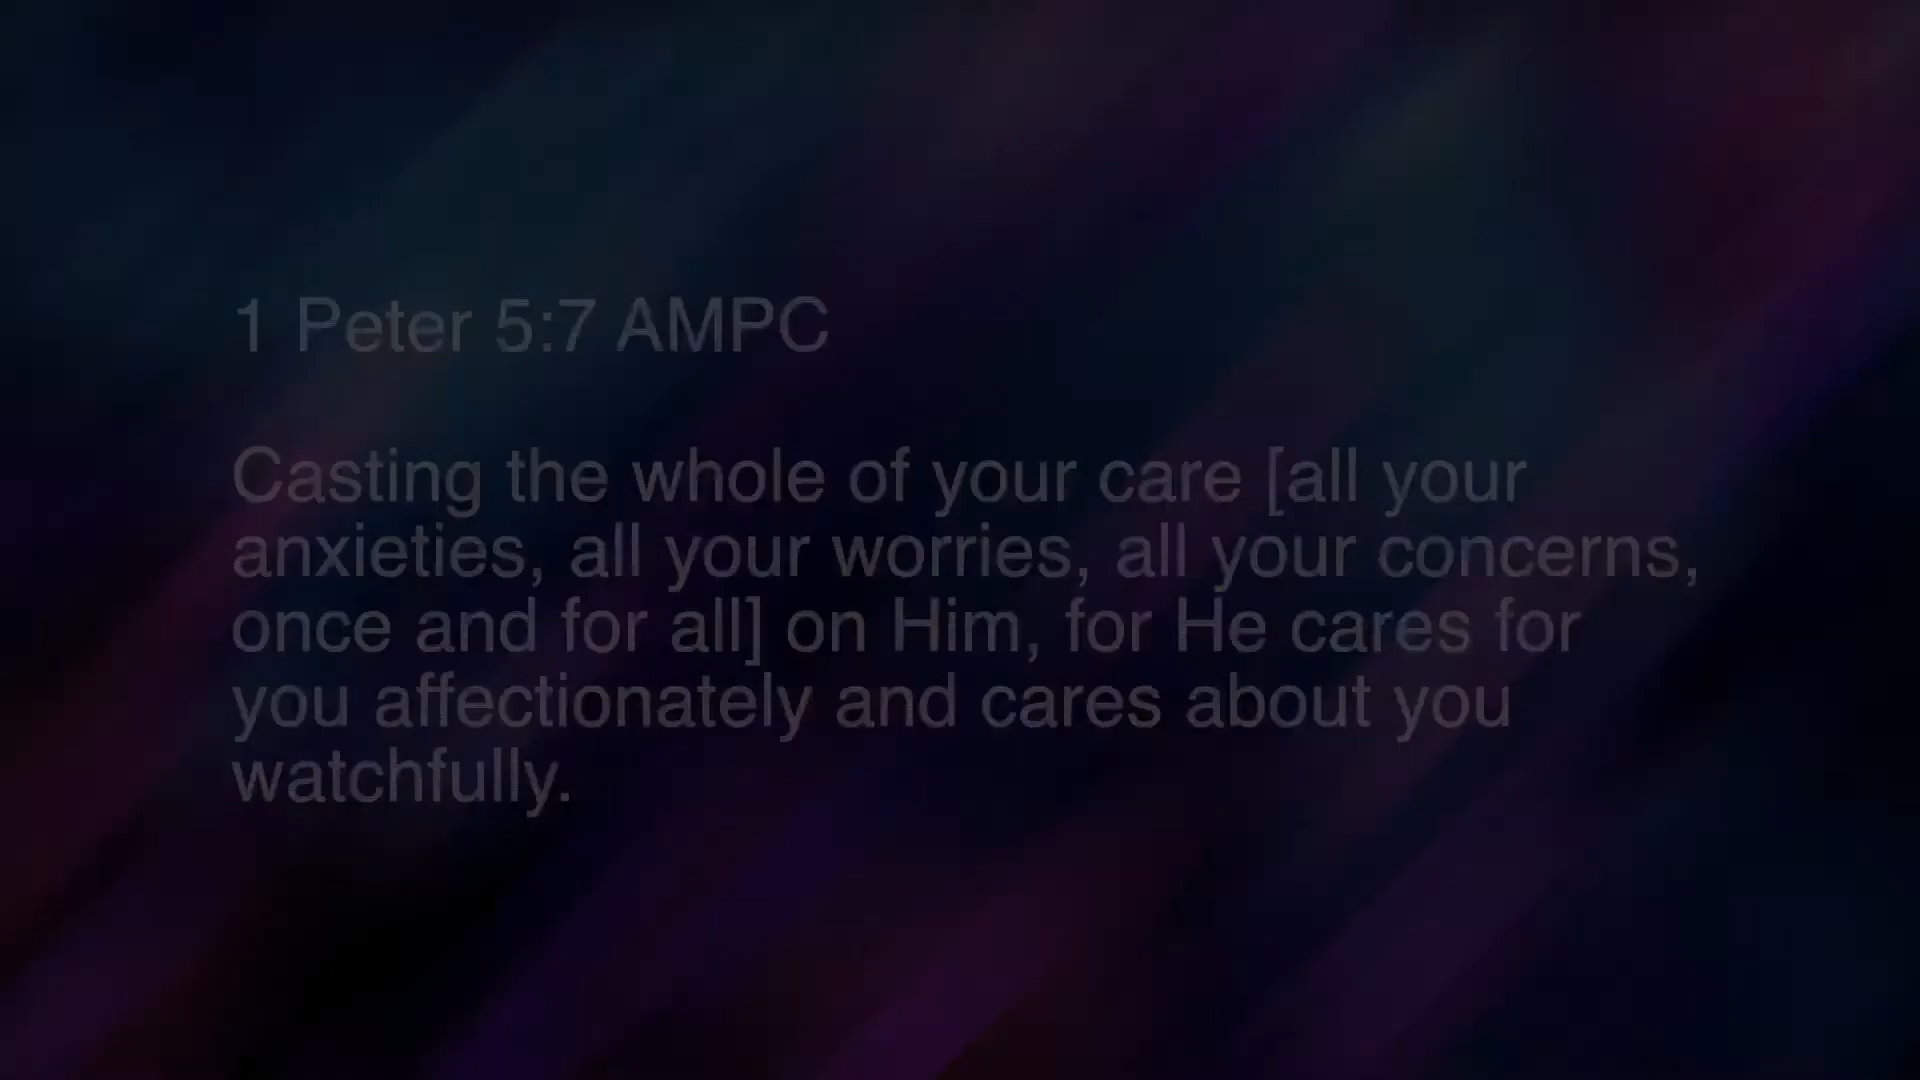 1 Peter 5:7 AMPC
Casting the whole of your care [all your
anxieties, all your worries, all your concerns,
once and for all] on Him, for He cares for
you affectionately and cares about you
watchfully.